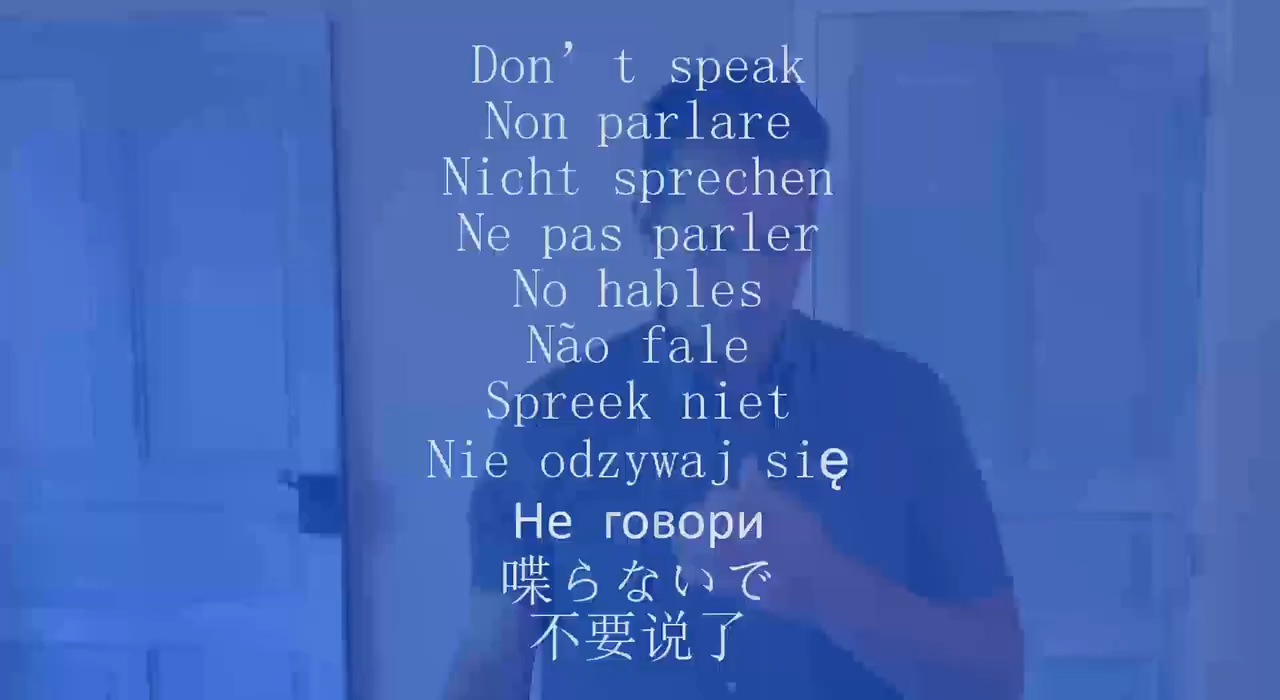 Don’t speak
Non parlare
Nicht sprechen
Ne pas parler
No hables
Não fale
Spreek niet
Nie odzywaj się
Не говори
喋らないで
不要说了